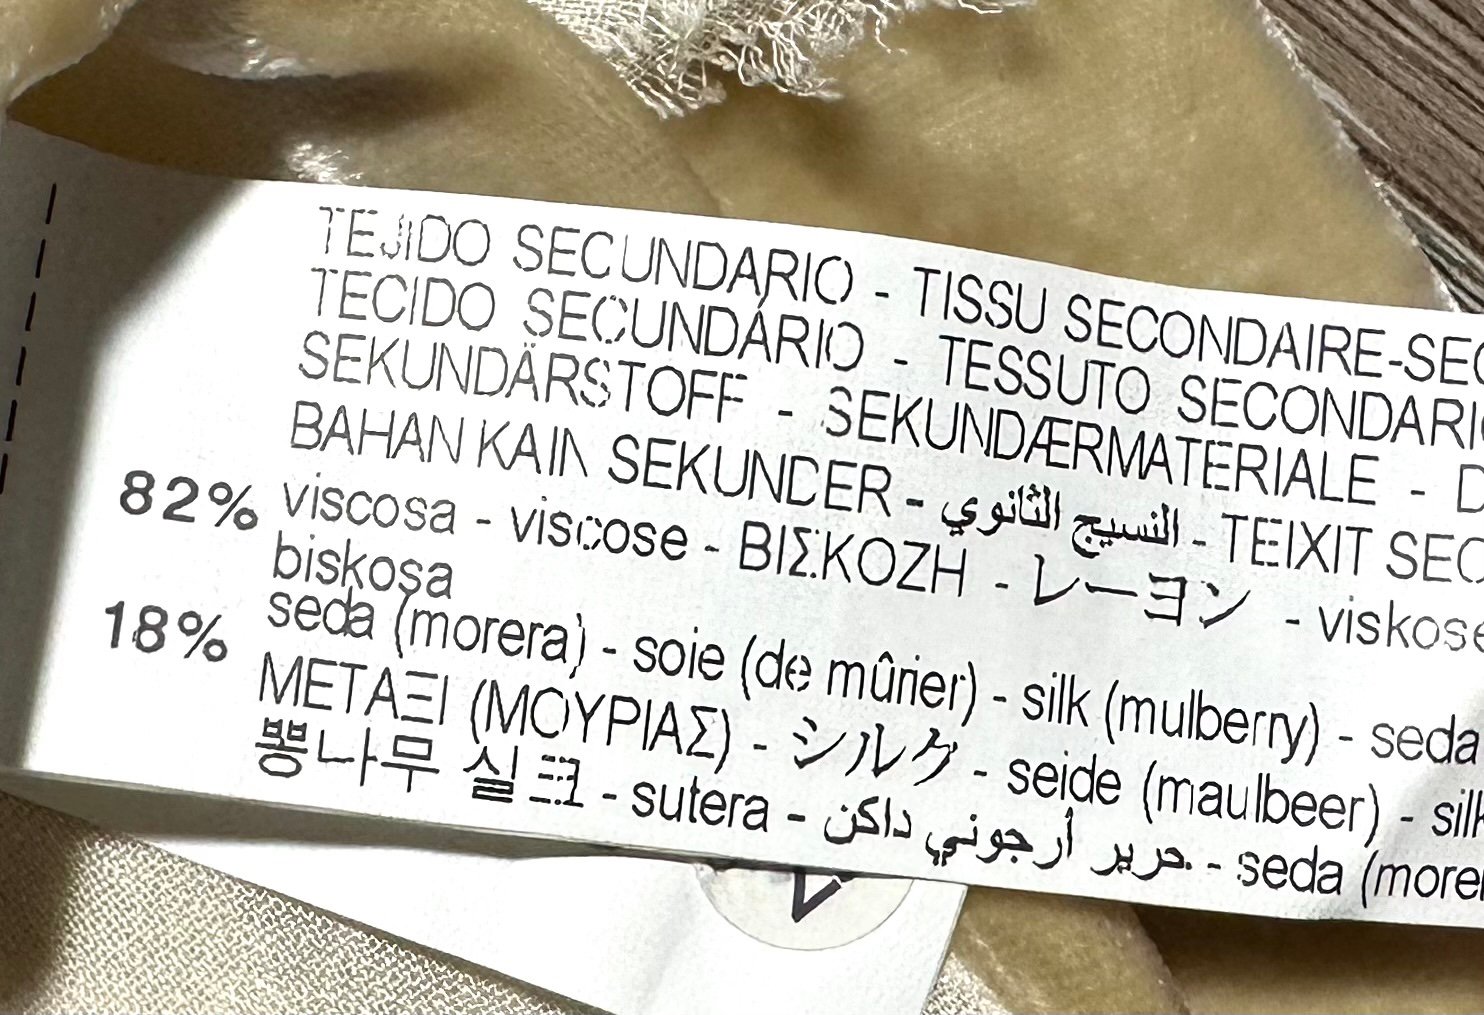 TEJIDO SECUNDARIO - TISSU SECONDAIRE-SEC
TECIDO SECUNDÁRIO - TESSUTO SECONDARI
SEKUNDÄRSTOFF - SEKUNDÆRMATERIALE - D
BAHAN KAIN SEKUNDER - النسيج الثانوي - TEIXIT SEC
82% viscosa - viscose - ΒΙΣΚΟΖΗ - レーヨン - viskose
biskosa
18% seda (morera) - soie (de mûrier) - silk (mulberry) - seda
ΜΕΤΑΞΙ (ΜΟΥΡΙΑΣ) - シルク - seide (maulbeer) - silk
뽕나무 실크 - sutera - حرير أرجوني داكن - seda (morer